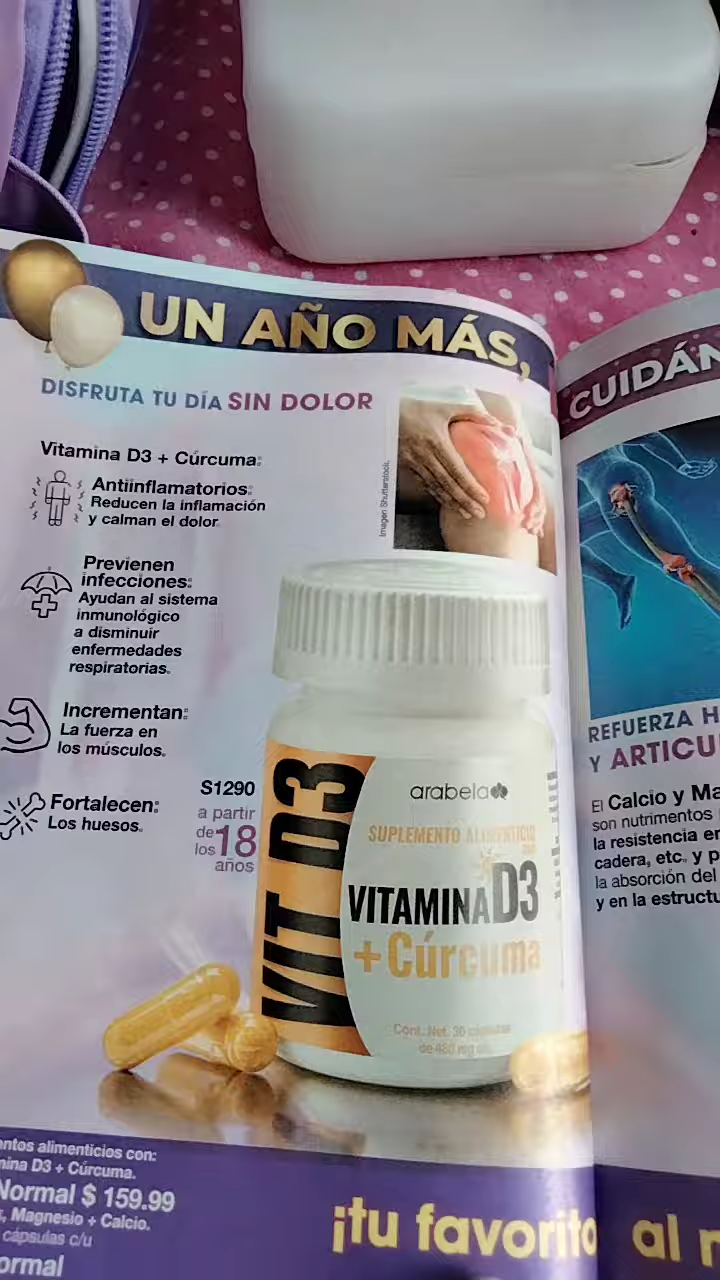 UN AÑO MÁS,
DISFRUTA TU DÍA SIN DOLOR
Imagen Shutterstock.
Vitamina D3 + Cúrcuma:
Antiinflamatorios:
Reducen la inflamación
y calman el dolor.
Previenen
infecciones:
Ayudan al sistema
inmunológico
a disminuir
enfermedades
respiratorias.
Incrementan:
La fuerza en
los músculos.
Fortalecen:
Los huesos.
S1290
a partir
de los 18
años
VIT D3
arabela
SUPLEMENTO ALIMENTICIO
VITAMINA D3
+ Cúrcuma
Cont. Net. 30 cápsulas
de 480 mg c/u
ntos alimenticios con:
mina D3 + Cúrcuma.
Normal $ 159.99
, Magnesio + Calcio.
cápsulas c/u
ormal
¡tu favorito al
CUIDÁN
REFUERZA H
Y ARTICU
El Calcio y Ma
son nutrimentos
la resistencia en
cadera, etc. y p
la absorción del
y en la estructu